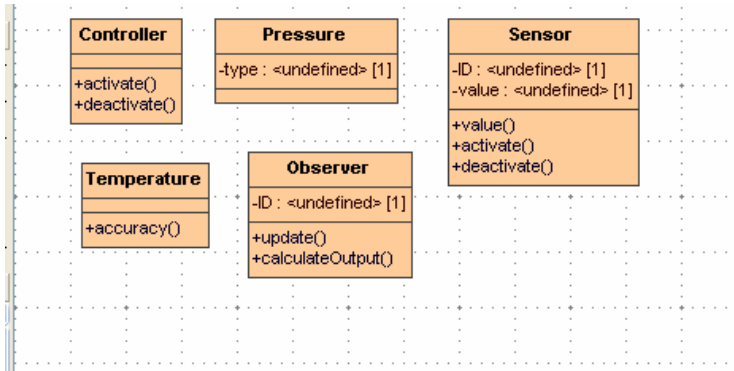 Controller
+activate()
+deactivate()
Pressure
-type : <undefined> [1]
Sensor
-ID : <undefined> [1]
-value : <undefined> [1]
+value()
+activate()
+deactivate()
Temperature
+accuracy()
Observer
-ID : <undefined> [1]
+update()
+calculateOutput()